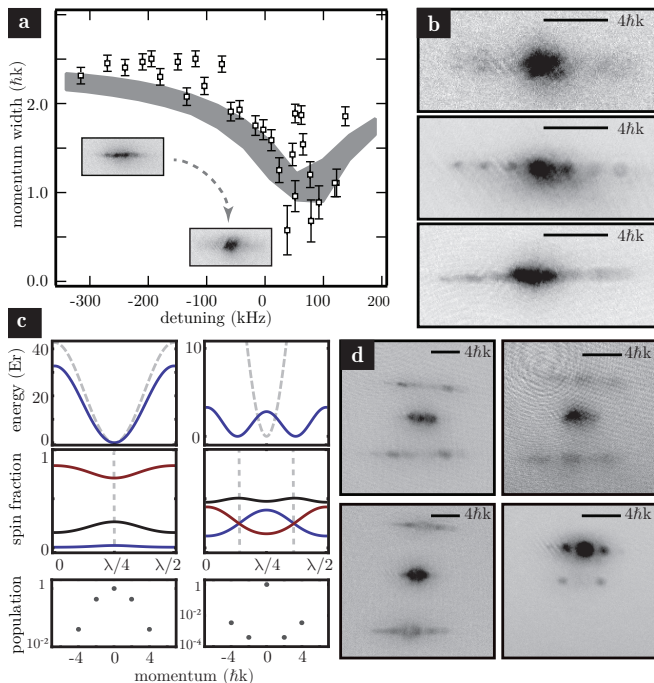 a
momentum width (ħk)
2.0
1.0
0.0
-300
-200
-100
0
100
200
detuning (kHz)
b
4ħk
4ħk
4ħk
c
energy (Er)
40
20
0
10
0
spin fraction
1
0
0
λ/4
λ/2
0
λ/4
λ/2
population
1
10⁻²
1
10⁻²
10⁻⁴
-4
0
4
-4
0
4
momentum (ħk)
d
4ħk
4ħk
4ħk
4ħk